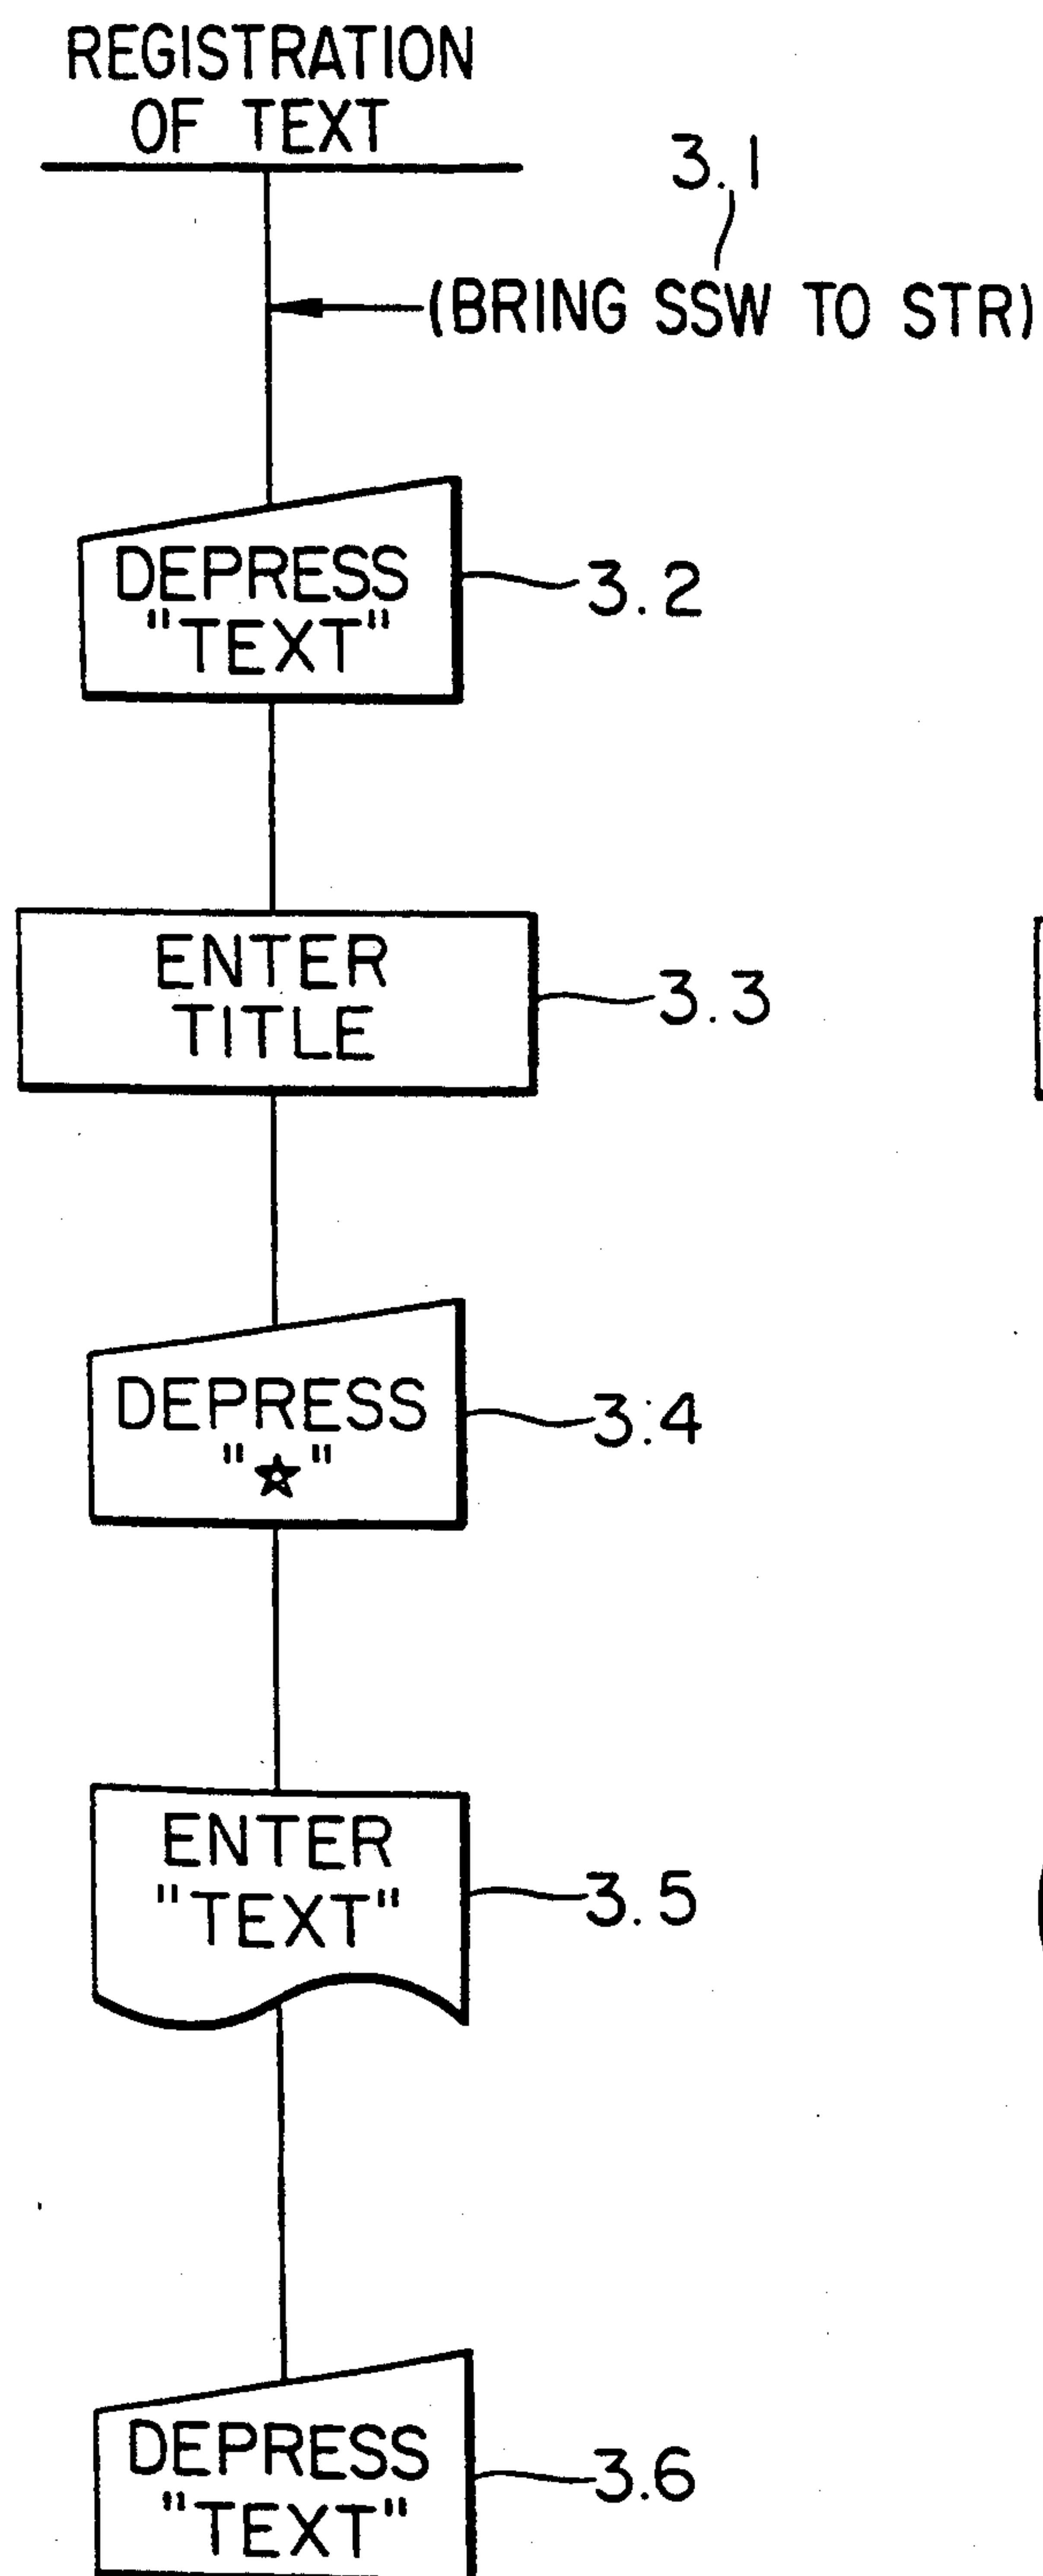 REGISTRATION
OF TEXT
3.1
(BRING SSW TO STR)
DEPRESS
"TEXT"
3.2
ENTER
TITLE
3.3
DEPRESS
"☆"
3.4
ENTER
"TEXT"
3.5
DEPRESS
"TEXT"
3.6